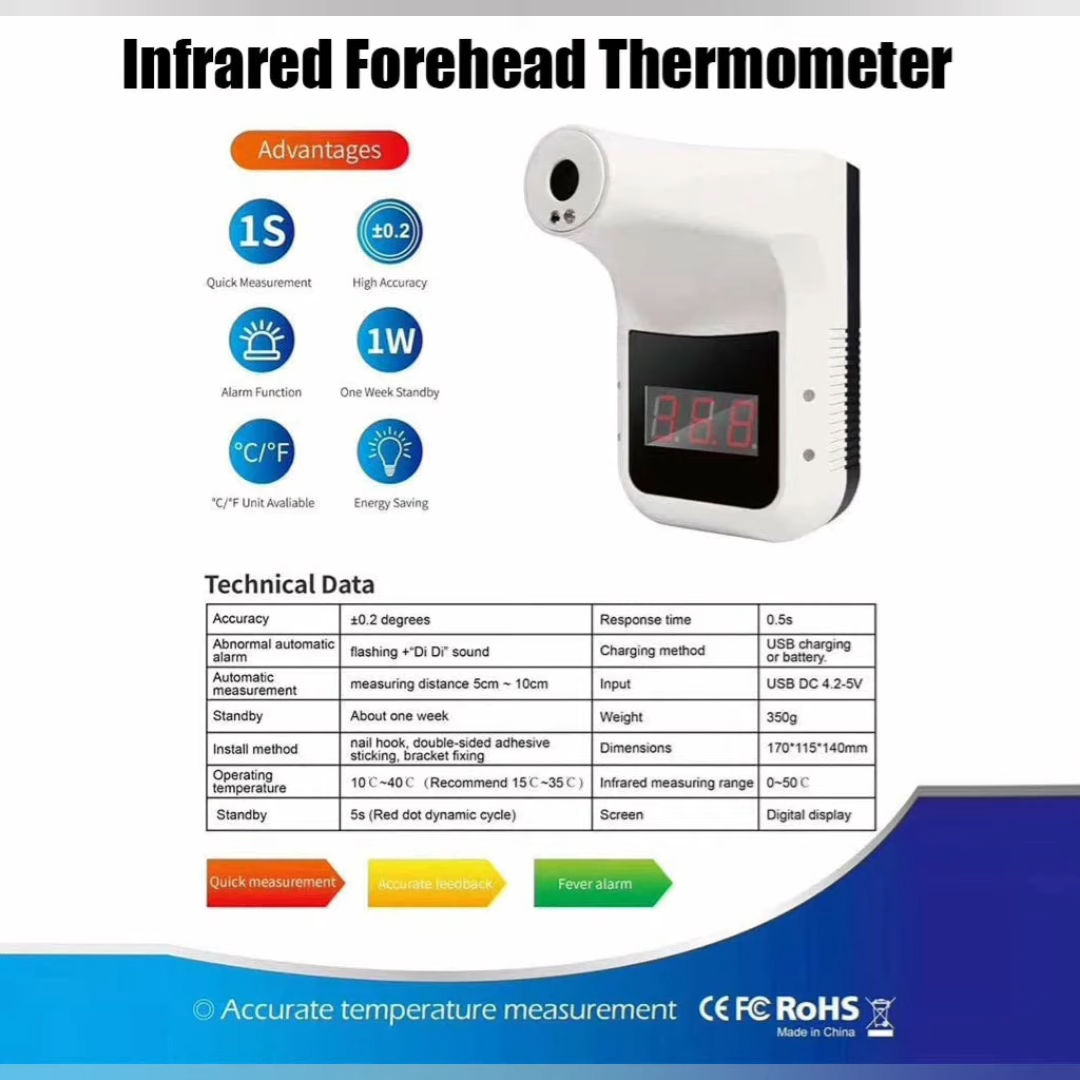 Infrared Forehead Thermometer
Advantages
1S
±0.2
Quick Measurement
High Accuracy
1W
Alarm Function
One Week Standby
°C/°F
°C/°F Unit Avaliable
Energy Saving
Technical Data
Accuracy
±0.2 degrees
Response time
0.5s
Abnormal automatic
alarm
flashing +“Di Di” sound
Charging method
USB charging
or battery.
Automatic
measurement
measuring distance 5cm ~ 10cm
Input
USB DC 4.2-5V
Standby
About one week
Weight
350g
Install method
nail hook, double-sided adhesive
sticking, bracket fixing
Dimensions
170*115*140mm
Operating
temperature
10℃~40℃ (Recommend 15℃~35℃)
Infrared measuring range
0~50℃
Standby
5s (Red dot dynamic cycle)
Screen
Digital display
Quick measurement
Accurate feedback
Fever alarm
Accurate temperature measurement
CE FC RoHS
Made in China